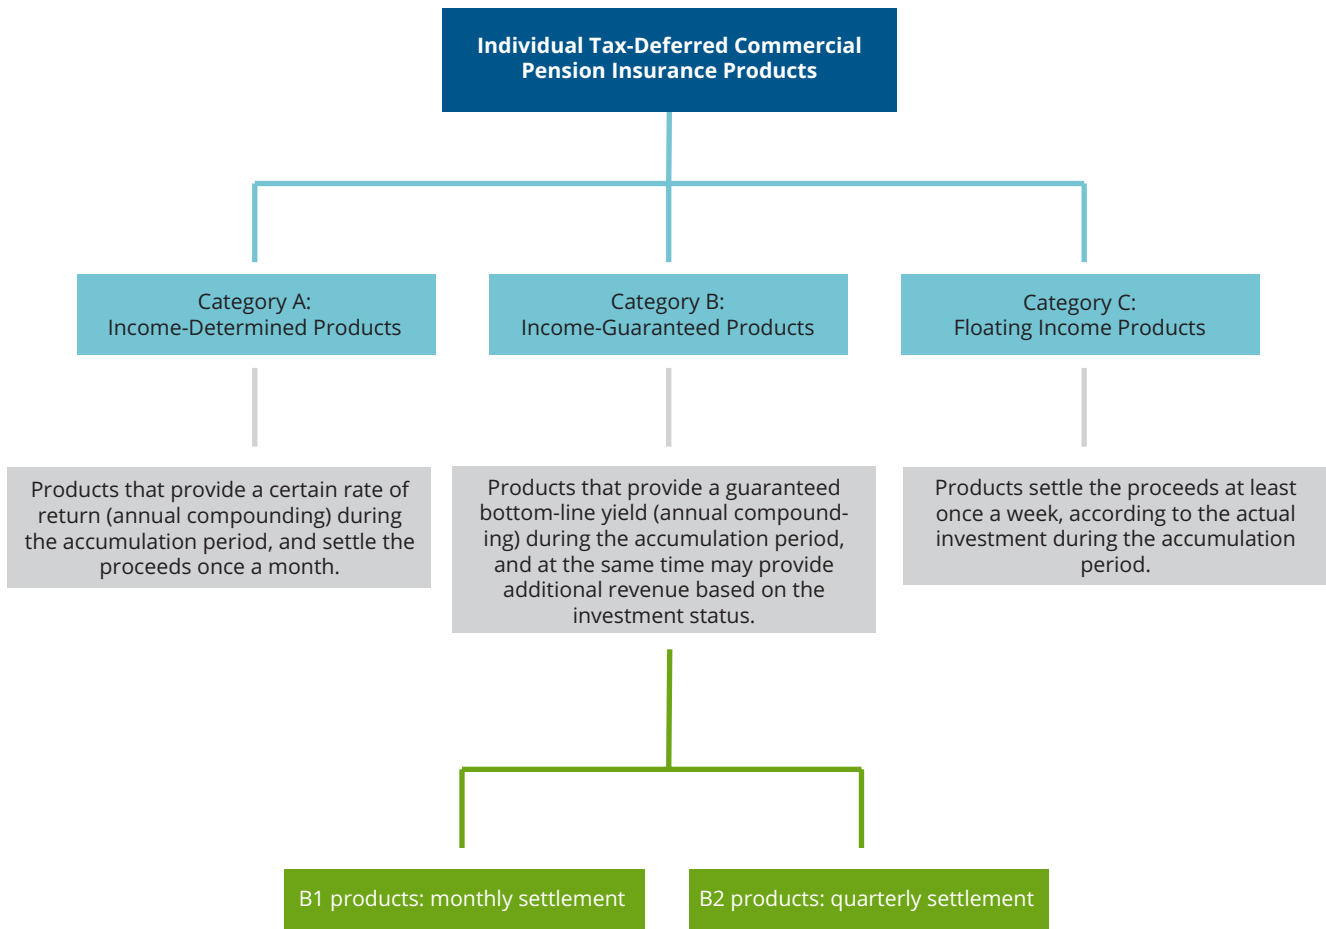 Individual Tax-Deferred Commercial
Pension Insurance Products
Category A:
Income-Determined Products
Category B:
Income-Guaranteed Products
Category C:
Floating Income Products
Products that provide a certain rate of
return (annual compounding) during
the accumulation period, and settle the
proceeds once a month.
Products that provide a guaranteed
bottom-line yield (annual compound-
ing) during the accumulation period,
and at the same time may provide
additional revenue based on the
investment status.
Products settle the proceeds at least
once a week, according to the actual
investment during the accumulation
period.
B1 products: monthly settlement
B2 products: quarterly settlement